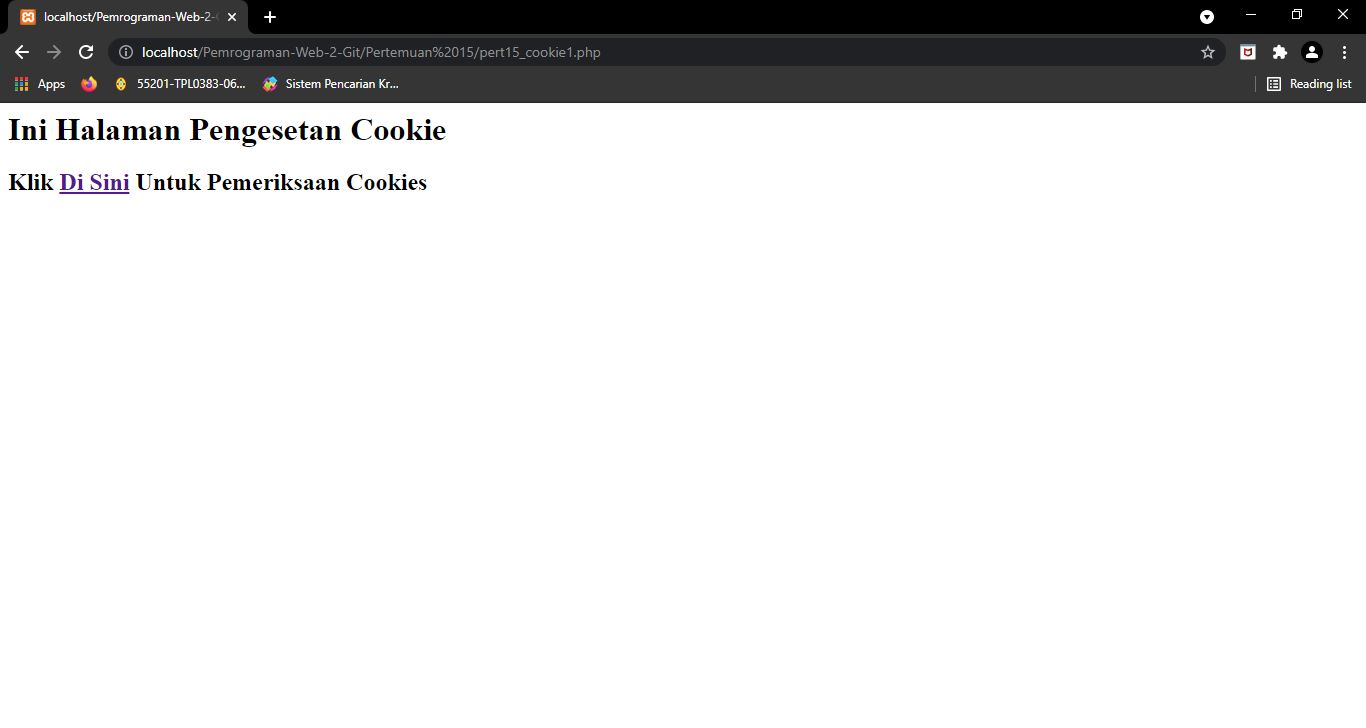 localhost/Pemrograman-Web-2-
localhost/Pemrograman-Web-2-Git/Pertemuan%2015/pert15_cookie1.php
Apps 55201-TPL0383-06... Sistem Pencarian Kr... Reading list
Ini Halaman Pengesetan Cookie
Klik Di Sini Untuk Pemeriksaan Cookies